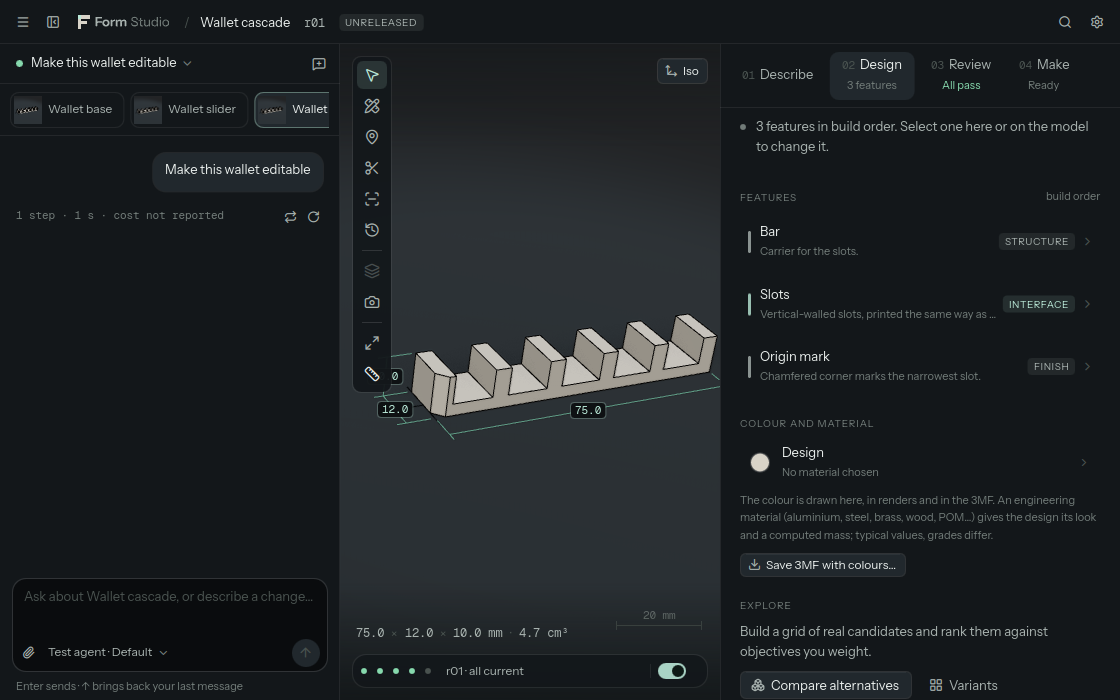 Form Studio / Wallet cascade r01 UNRELEASED
Make this wallet editable
Wallet base
Wallet slider
Wallet
Make this wallet editable
1 step · 1 s · cost not reported
Ask about Wallet cascade, or describe a change...
Test agent · Default
Enter sends · ↑ brings back your last message
Iso
12.0
75.0
20 mm
75.0 × 12.0 × 10.0 mm · 4.7 cm³
r01 · all current
01 Describe
02 Design
3 features
03 Review
All pass
04 Make
Ready
3 features in build order. Select one here or on the model
to change it.
FEATURES
build order
Bar
Carrier for the slots.
STRUCTURE
Slots
Vertical-walled slots, printed the same way as ...
INTERFACE
Origin mark
Chamfered corner marks the narrowest slot.
FINISH
COLOUR AND MATERIAL
Design
No material chosen
The colour is drawn here, in renders and in the 3MF. An engineering
material (aluminium, steel, brass, wood, POM...) gives the design its look
and a computed mass; typical values, grades differ.
Save 3MF with colours...
EXPLORE
Build a grid of real candidates and rank them against
objectives you weight.
Compare alternatives
Variants